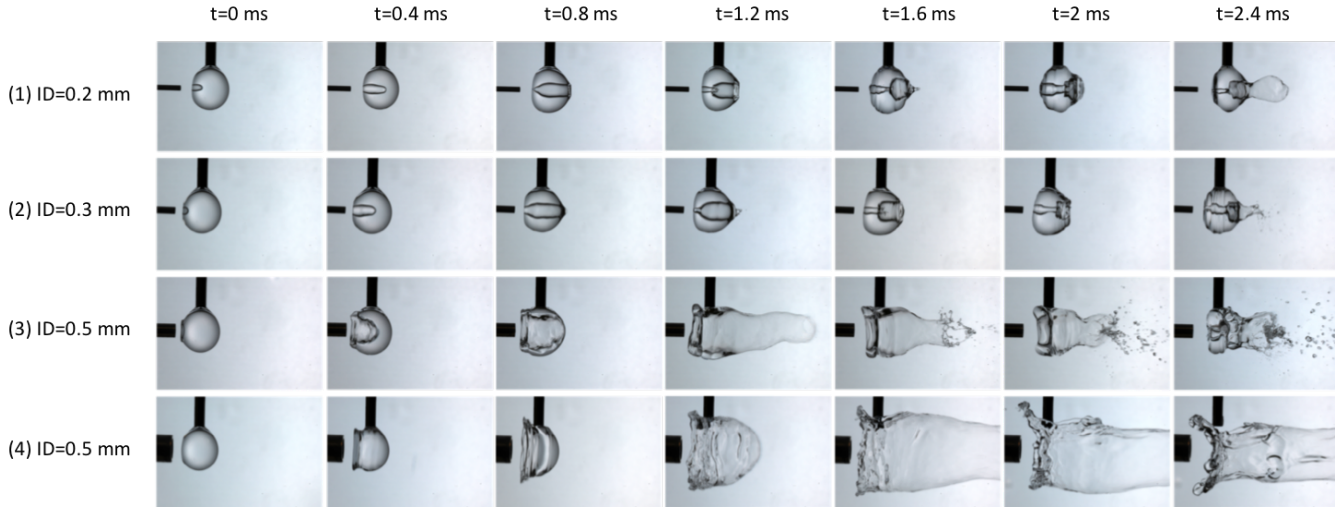 t=0 ms t=0.4 ms t=0.8 ms t=1.2 ms t=1.6 ms t=2 ms t=2.4 ms
(1) ID=0.2 mm
(2) ID=0.3 mm
(3) ID=0.5 mm
(4) ID=0.5 mm